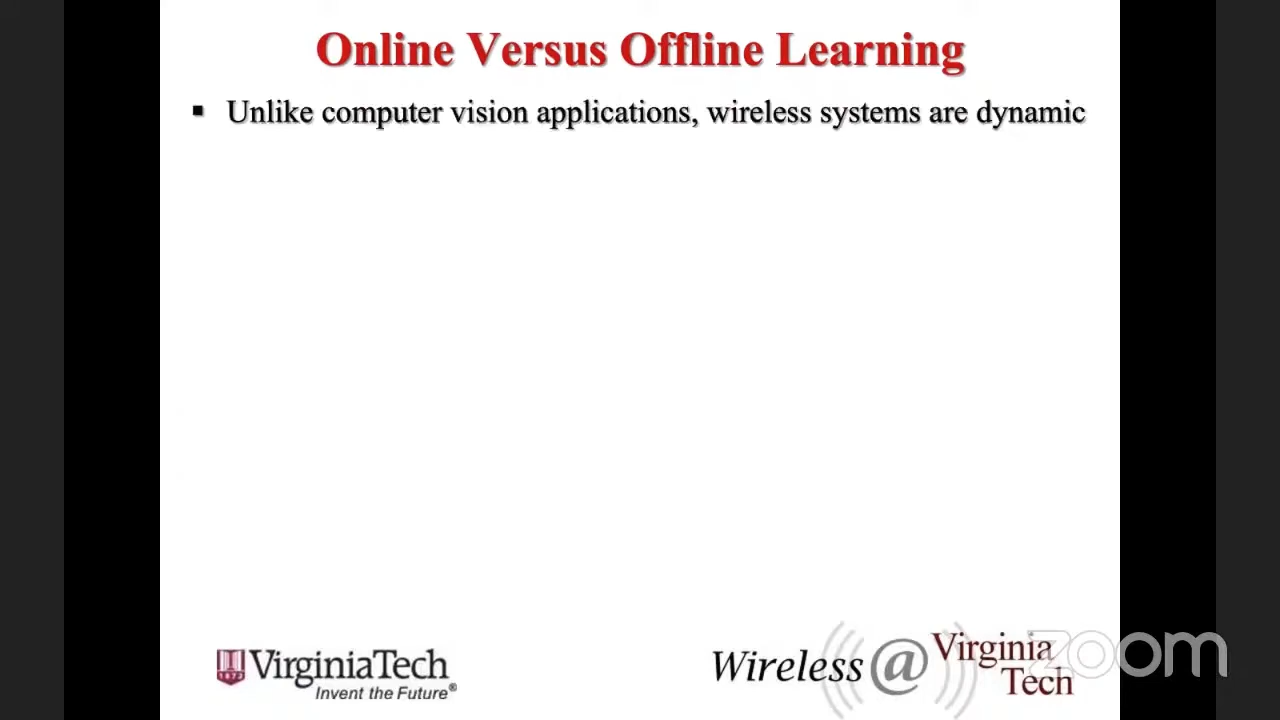 Online Versus Offline Learning
▪ Unlike computer vision applications, wireless systems are dynamic
1872
VirginiaTech
Invent the Future®
Wireless @ Virginia Tech
zoom